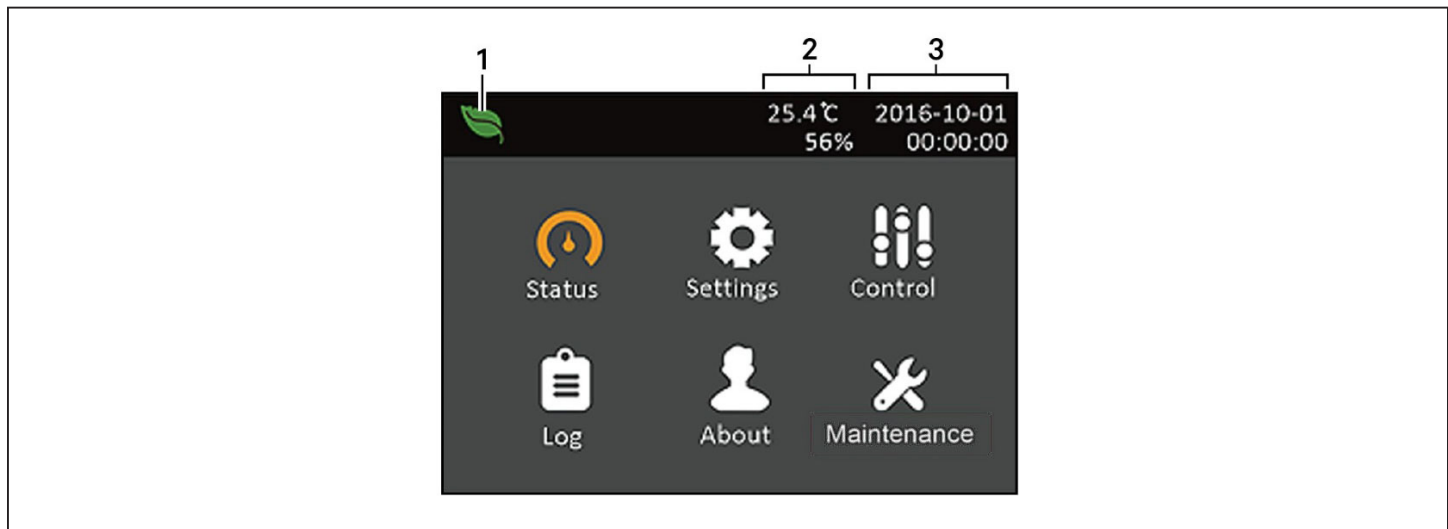 1
2
3
25.4℃ 2016-10-01
56% 00:00:00
Status Settings Control
Log About Maintenance